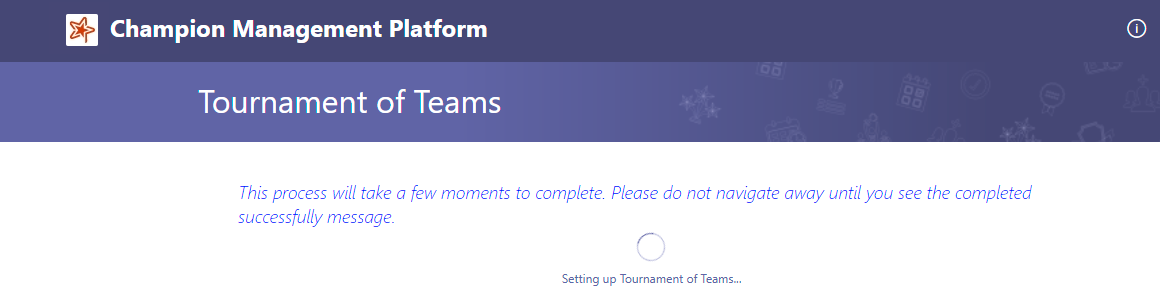 Champion Management Platform
Tournament of Teams
This process will take a few moments to complete. Please do not navigate away until you see the completed
successfully message.
Setting up Tournament of Teams...